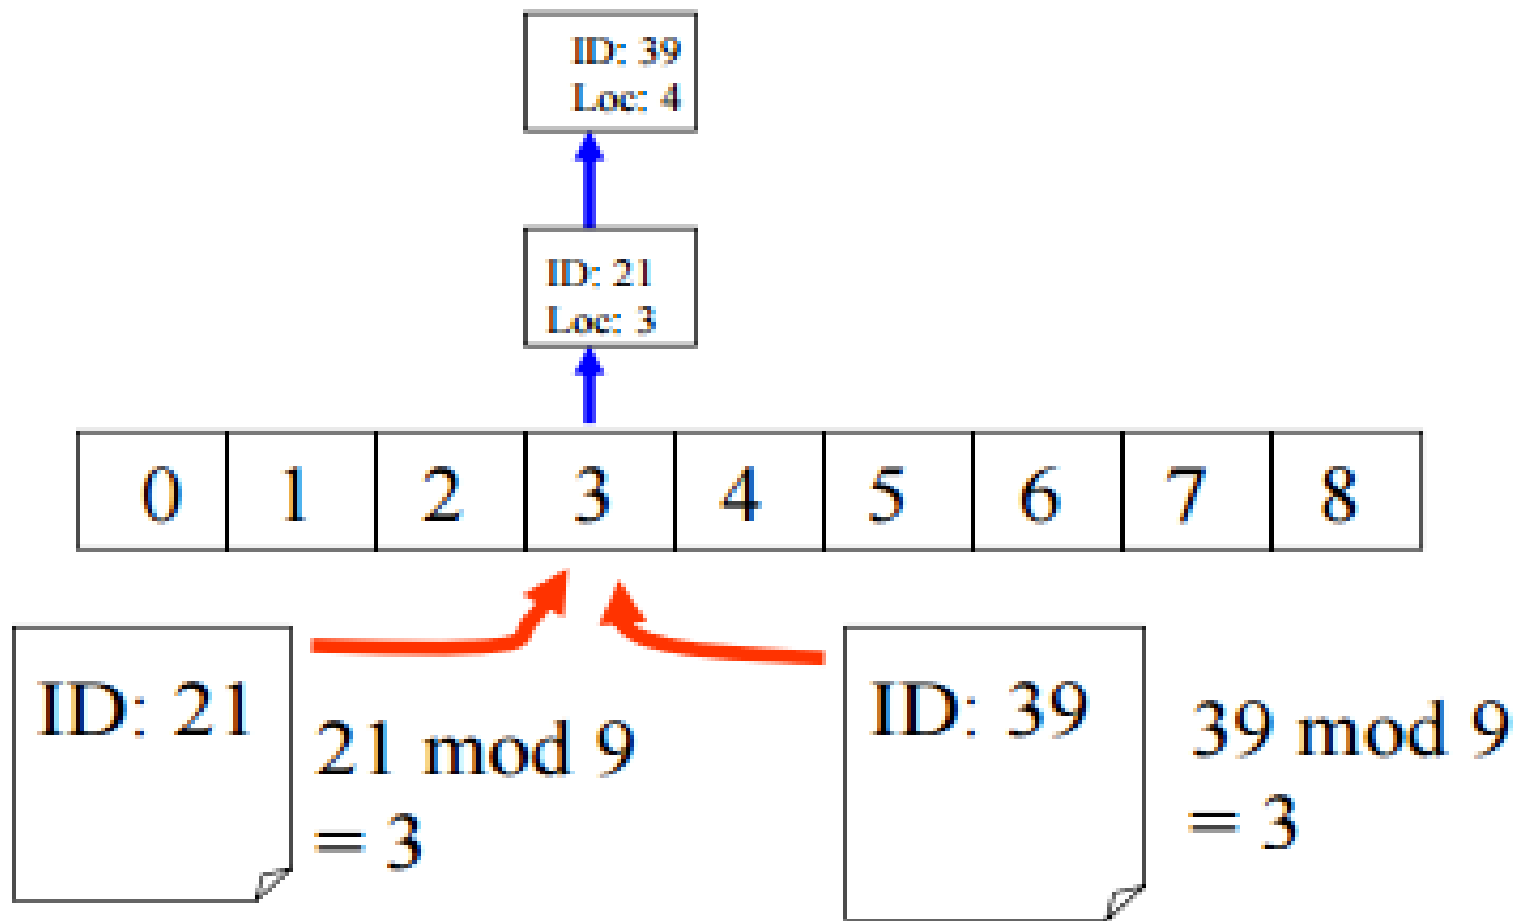 ID: 39
Loc: 4
ID: 21
Loc: 3
0 1 2 3 4 5 6 7 8
ID: 21
21 mod 9
= 3
ID: 39
39 mod 9
= 3